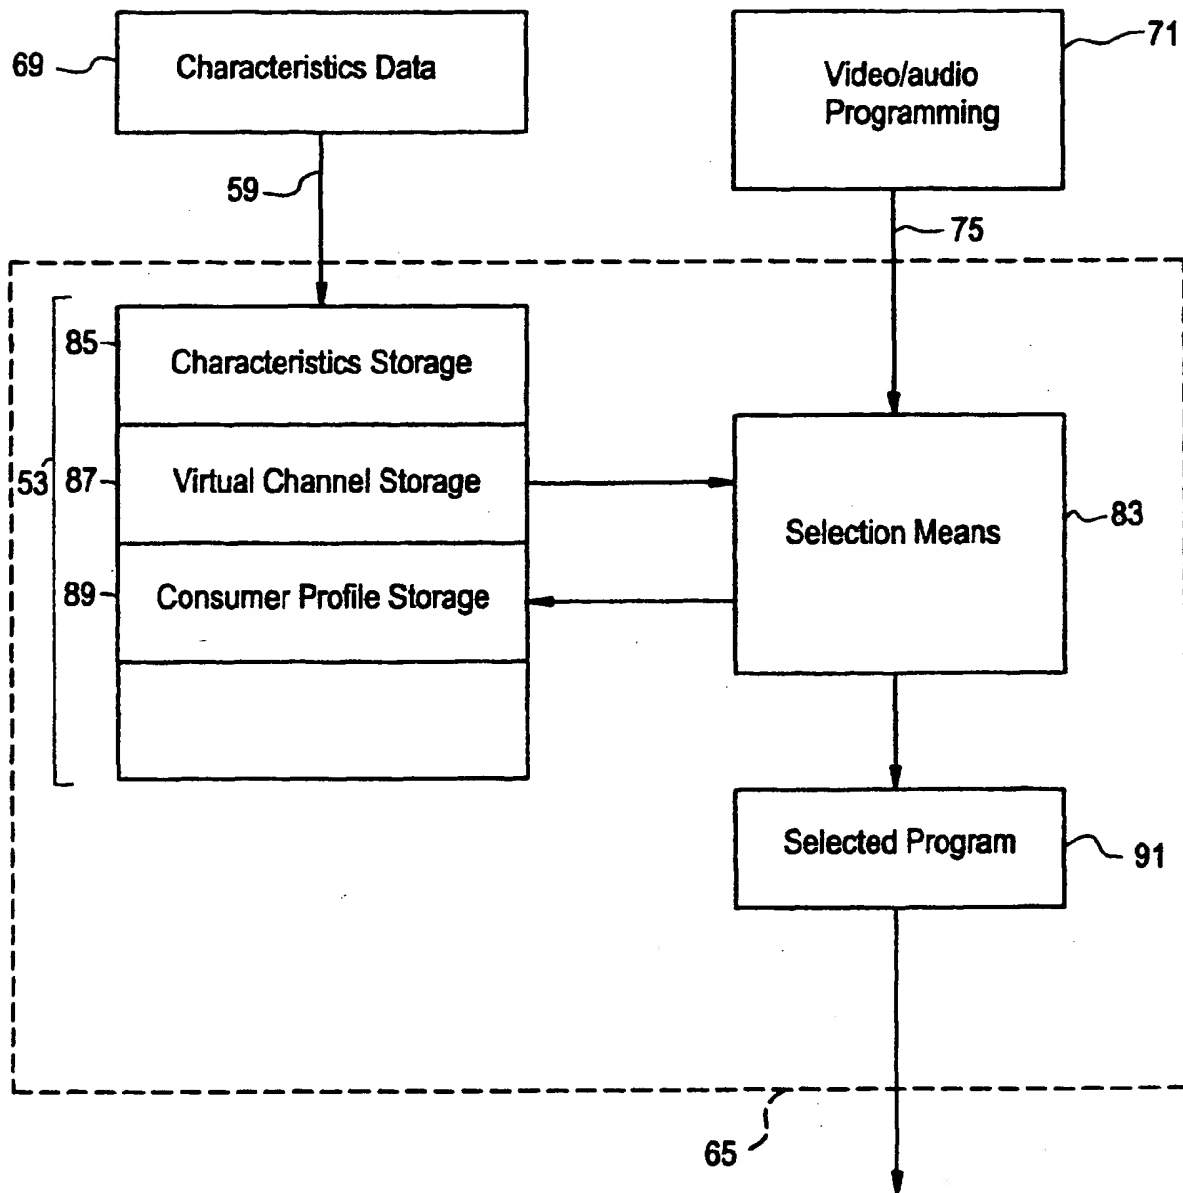 69
Characteristics Data
71
Video/audio
Programming
59
75
85
Characteristics Storage
53
87
Virtual Channel Storage
Selection Means
83
89
Consumer Profile Storage
Selected Program
91
65